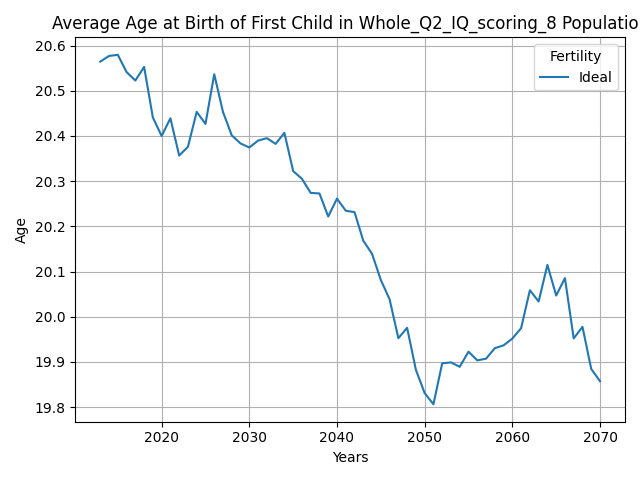 Average Age at Birth of First Child in Whole_Q2_IQ_scoring_8 Populatio
Fertility
Ideal
20.6
20.5
20.4
20.3
20.2
20.1
20.0
19.9
19.8
Age
2020 2030 2040 2050 2060 2070
Years